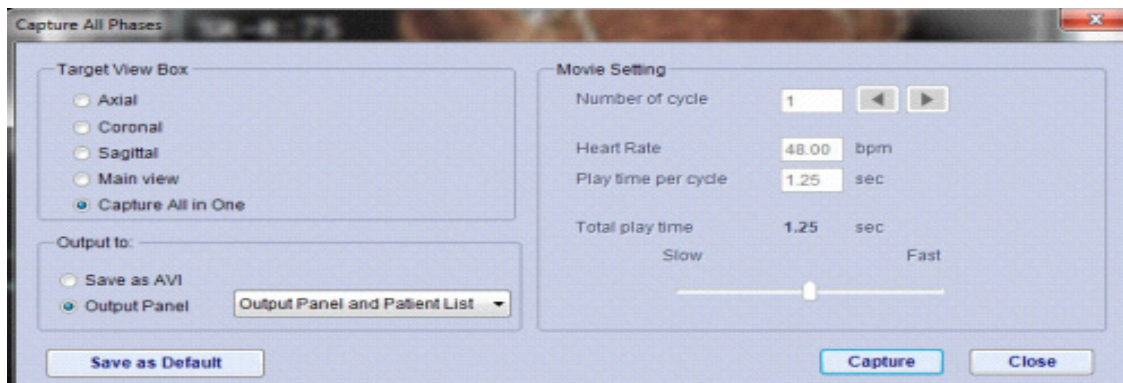 Capture All Phases
Target View Box
Axial
Coronal
Sagittal
Main view
Capture All in One
Output to:
Save as AVI
Output Panel
Output Panel and Patient List
Save as Default
Movie Setting
Number of cycle 1
Heart Rate 48.00 bpm
Play time per cycle 1.25 sec
Total play time 1.25 sec
Slow Fast
Capture Close